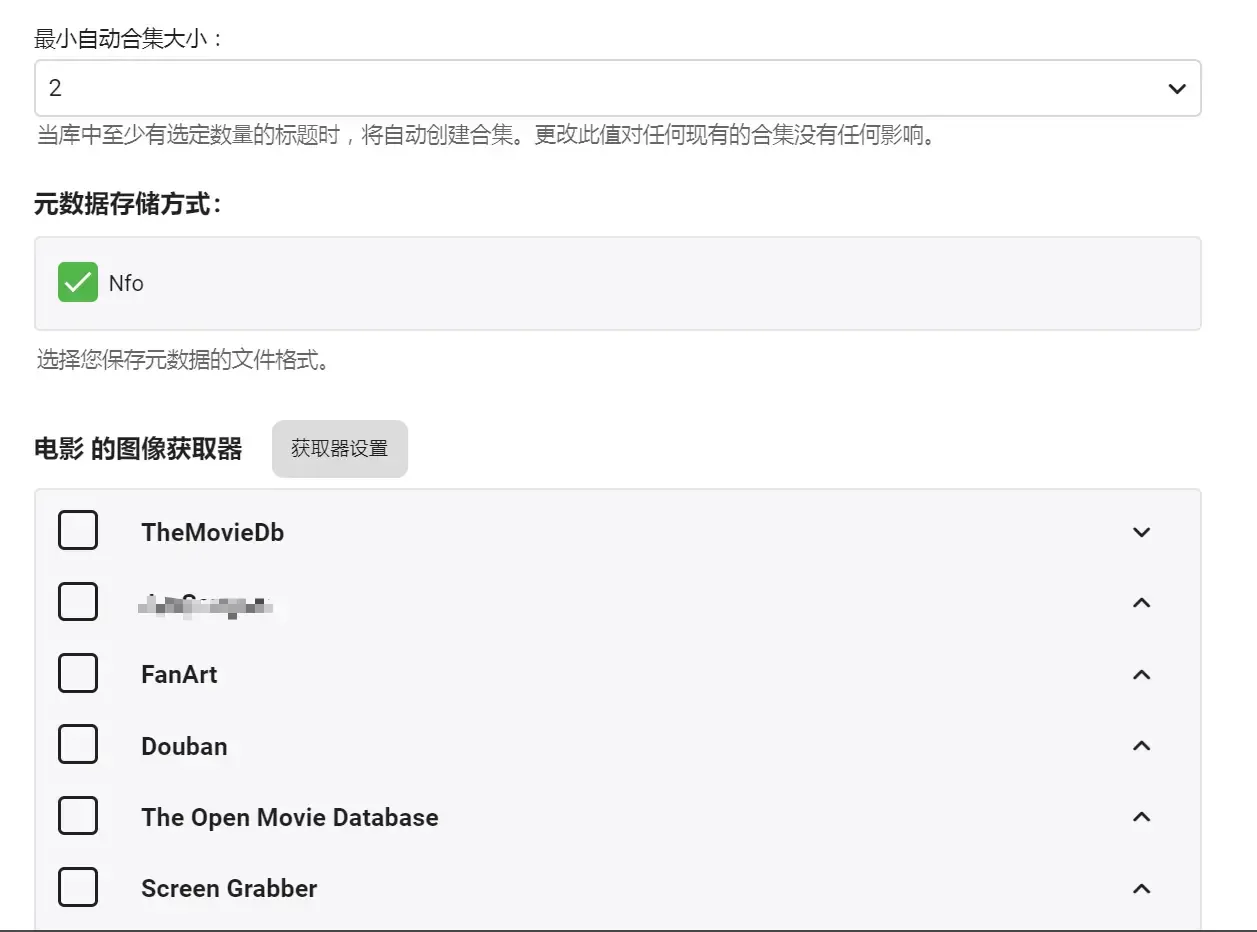 最小自动合集大小：
2
当库中至少有选定数量的标题时，将自动创建合集。更改此值对任何现有的合集没有任何影响。
元数据存储方式：
Nfo
选择您保存元数据的文件格式。
电影 的图像获取器
获取器设置
TheMovieDb
FanArt
Douban
The Open Movie Database
Screen Grabber